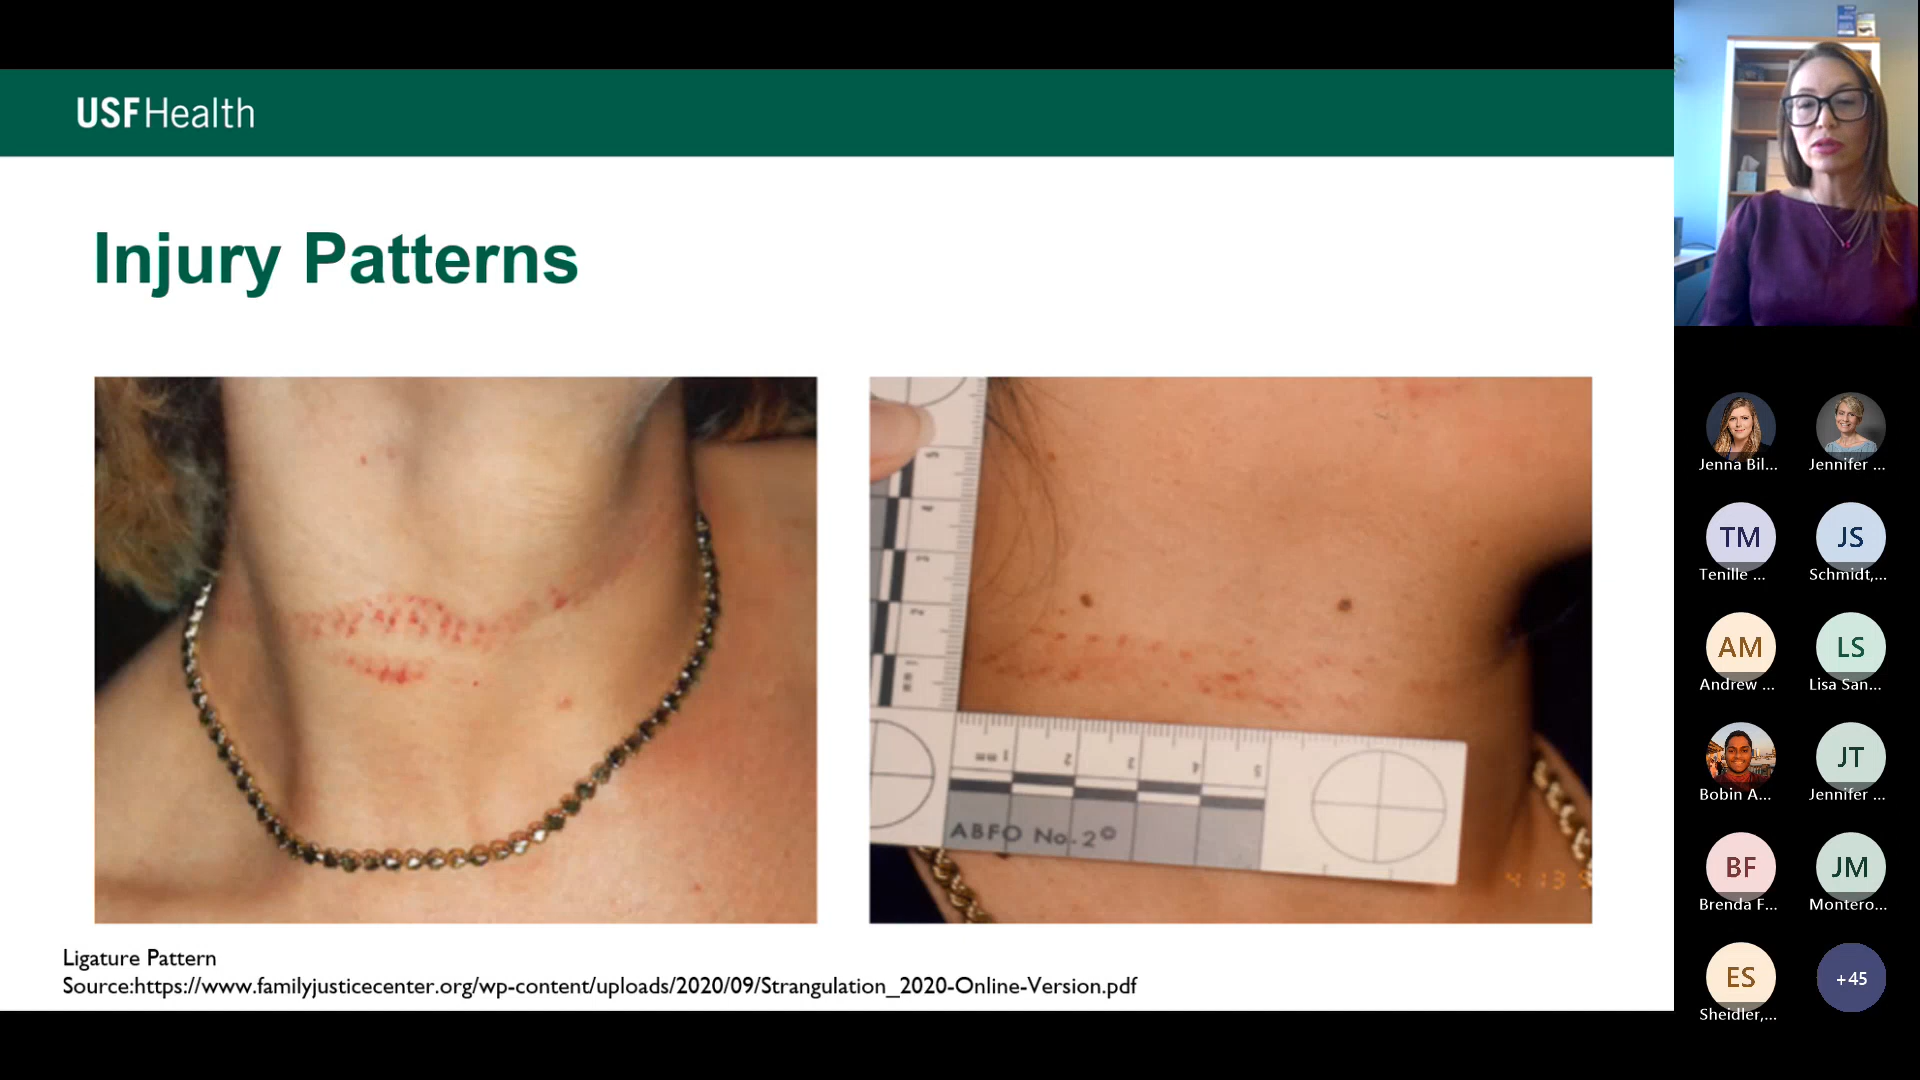 USF Health
Injury Patterns
ABFO No. 2©
Ligature Pattern
Source:https://www.familyjusticecenter.org/wp-content/uploads/2020/09/Strangulation_2020-Online-Version.pdf
Jenna Bil...
Jennifer ...
TM
JS
Tenille ...
Schmidt,...
AM
LS
Andrew ...
Lisa San...
JT
Bobin A...
Jennifer ...
BF
JM
Brenda F...
Montero...
ES
+45
Sheidler,...